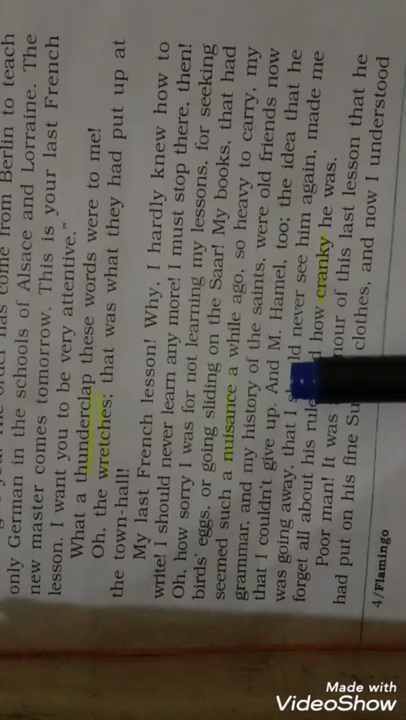 only German in the schools of Alsace and Lorraine. The
new master comes tomorrow. This is your last French
lesson. I want you to be very attentive."
What a thunderclap these words were to me!
Oh, the wretches; that was what they had put up at
the town-hall!
My last French lesson! Why, I hardly knew how to
write! I should never learn any more! I must stop there, then!
Oh, how sorry I was for not learning my lessons, for seeking
birds' eggs, or going sliding on the Saar! My books, that had
seemed such a nuisance a while ago, so heavy to carry, my
grammar, and my history of the saints, were old friends now
that I couldn't give up. And M. Hamel, too; the idea that he
was going away, that I never see him again, made me
forget all about his how cranky he was.
Poor man! It was of this last lesson that he
had put on his fine clothes, and now I understood
4/Flamingo
Made with
VideoShow